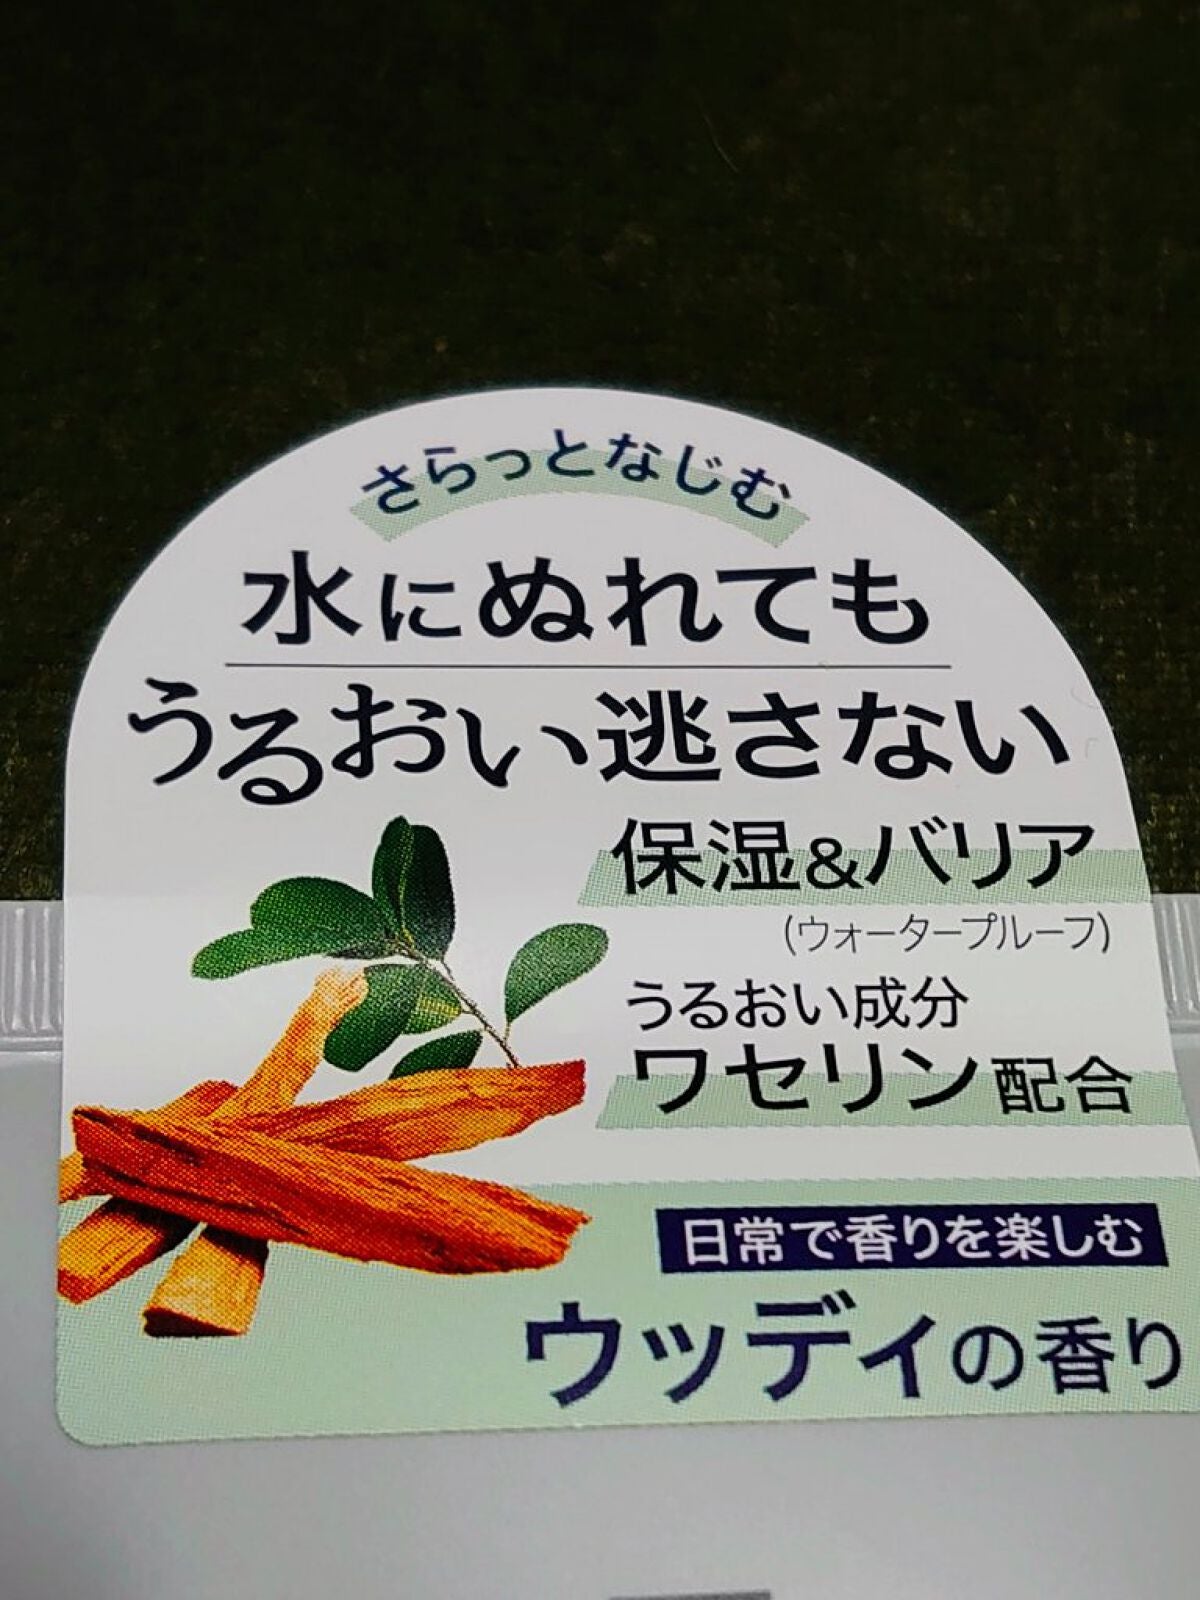 さらっとなじむ
水にぬれても
うるおい逃さない
保湿&バリア
(ウォータープルーフ)
うるおい成分
ワセリン配合
日常で香りを楽しむ
ウッディの香り